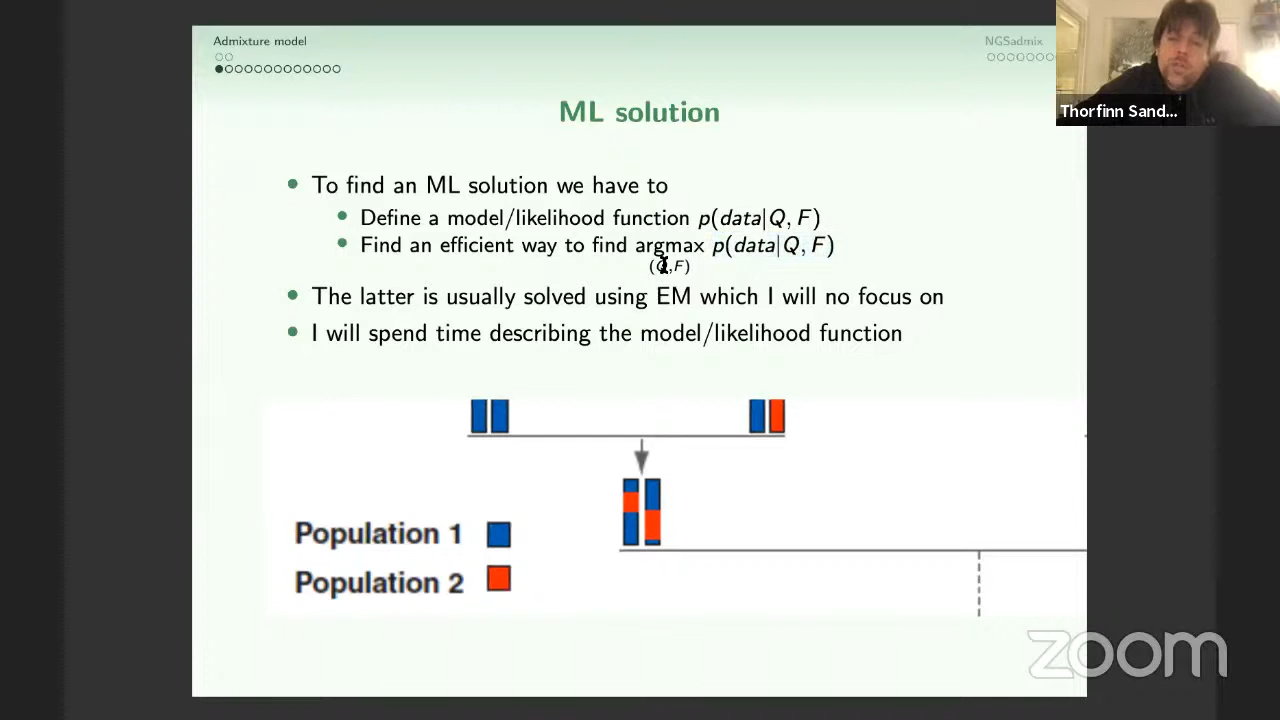 Admixture model
NGSadmix
Thorfinn Sand...
ML solution
To find an ML solution we have to
Define a model/likelihood function p(data|Q, F)
Find an efficient way to find argmax p(data|Q, F)
(Q,F)
The latter is usually solved using EM which I will no focus on
I will spend time describing the model/likelihood function
Population 1
Population 2
zoom